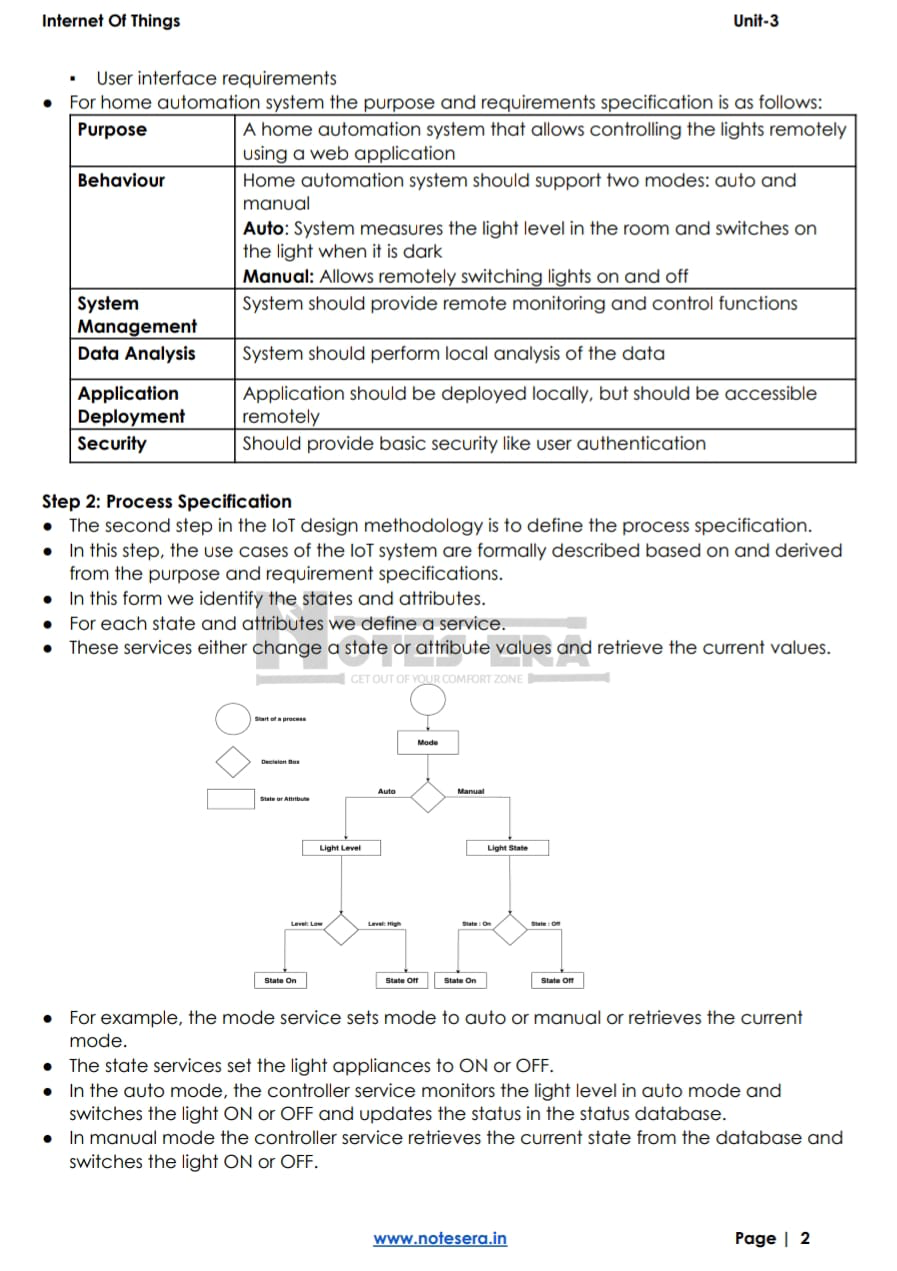 Internet Of Things Unit-3
▪ User interface requirements
● For home automation system the purpose and requirements specification is as follows:
Purpose A home automation system that allows controlling the lights remotely
using a web application
Behaviour Home automation system should support two modes: auto and
manual
Auto: System measures the light level in the room and switches on
the light when it is dark
Manual: Allows remotely switching lights on and off
System System should provide remote monitoring and control functions
Management
Data Analysis System should perform local analysis of the data
Application Application should be deployed locally, but should be accessible
Deployment remotely
Security Should provide basic security like user authentication
Step 2: Process Specification
● The second step in the IoT design methodology is to define the process specification.
● In this step, the use cases of the IoT system are formally described based on and derived
from the purpose and requirement specifications.
● In this form we identify the states and attributes.
● For each state and attributes we define a service.
● These services either change a state or attribute values and retrieve the current values.
NOTES ERA
GET OUT OF YOUR COMFORT ZONE
Start of a process
Mode
Decision Box
Auto Manual
State or Attribute
Light Level Light State
Level: Low Level: High State : On State : Off
State On State Off State On State Off
● For example, the mode service sets mode to auto or manual or retrieves the current
mode.
● The state services set the light appliances to ON or OFF.
● In the auto mode, the controller service monitors the light level in auto mode and
switches the light ON or OFF and updates the status in the status database.
● In manual mode the controller service retrieves the current state from the database and
switches the light ON or OFF.
www.notesera.in Page | 2